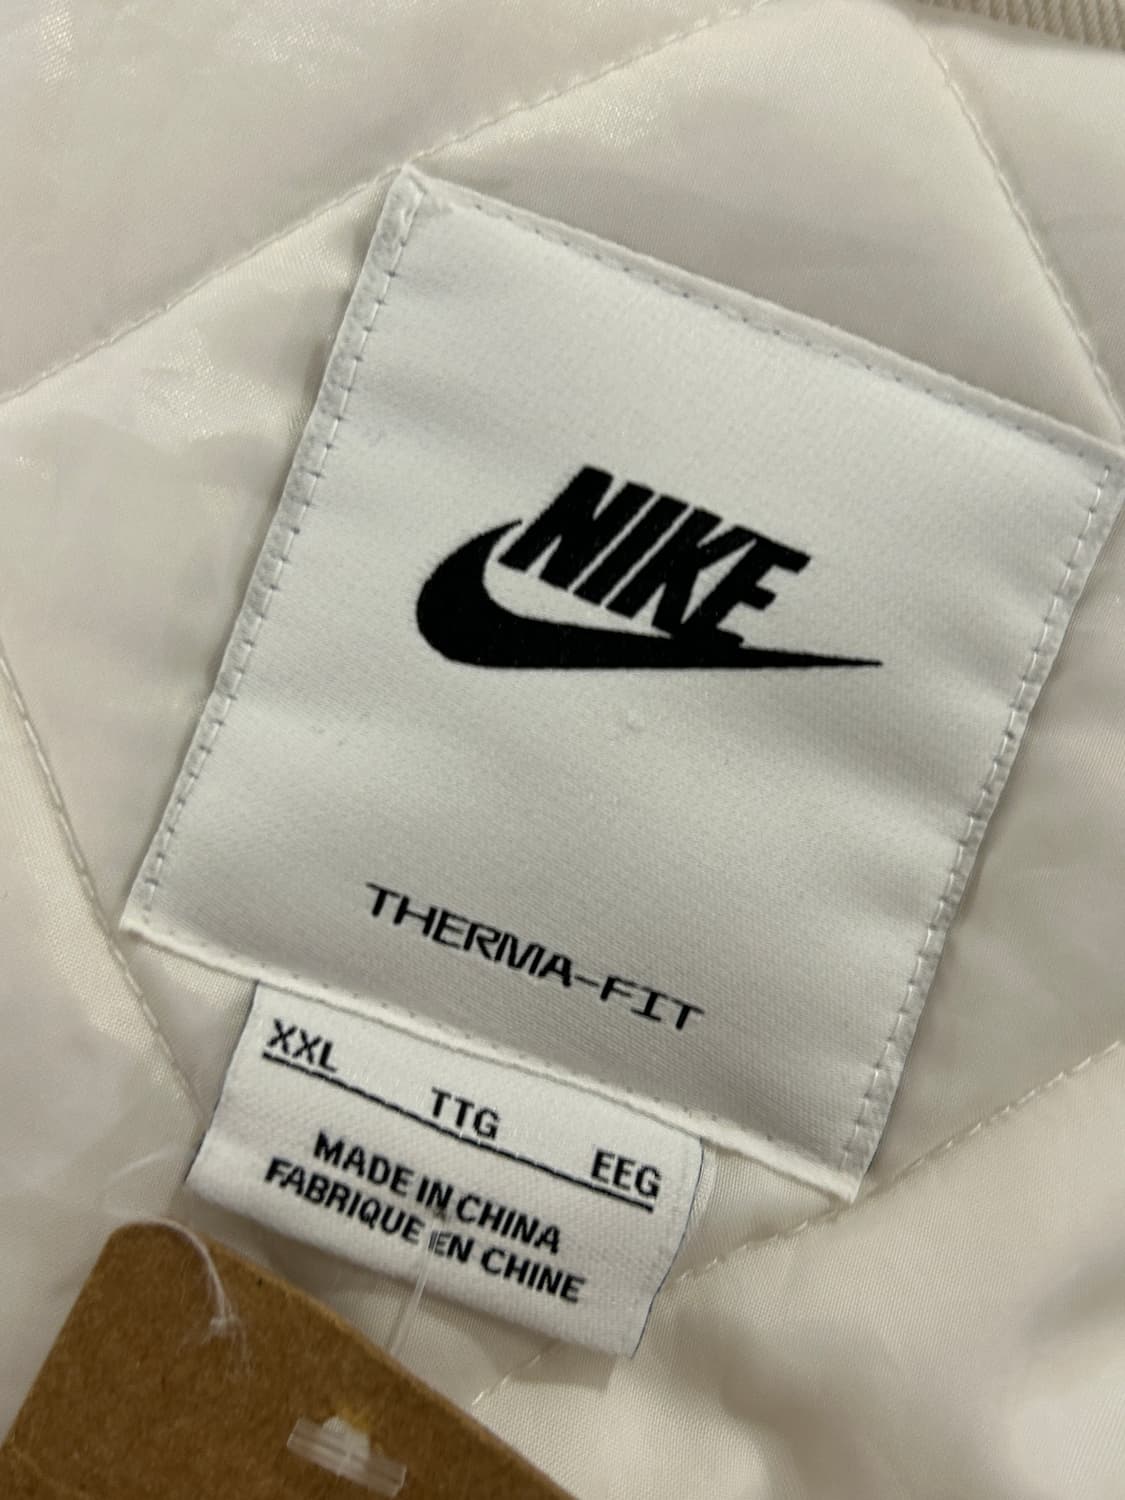 NIKE
THERMA-FIT
XXL TTG EEG
MADE IN CHINA
FABRIQUE EN CHINE